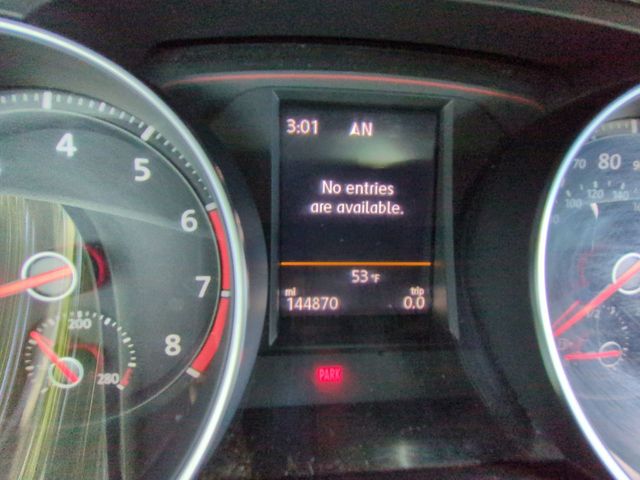 4
5
6
7
8
200
280
3:01 N
No entries
are available.
53 °F
mi trip
144870 0.0
PARK
70 80
100 120 140